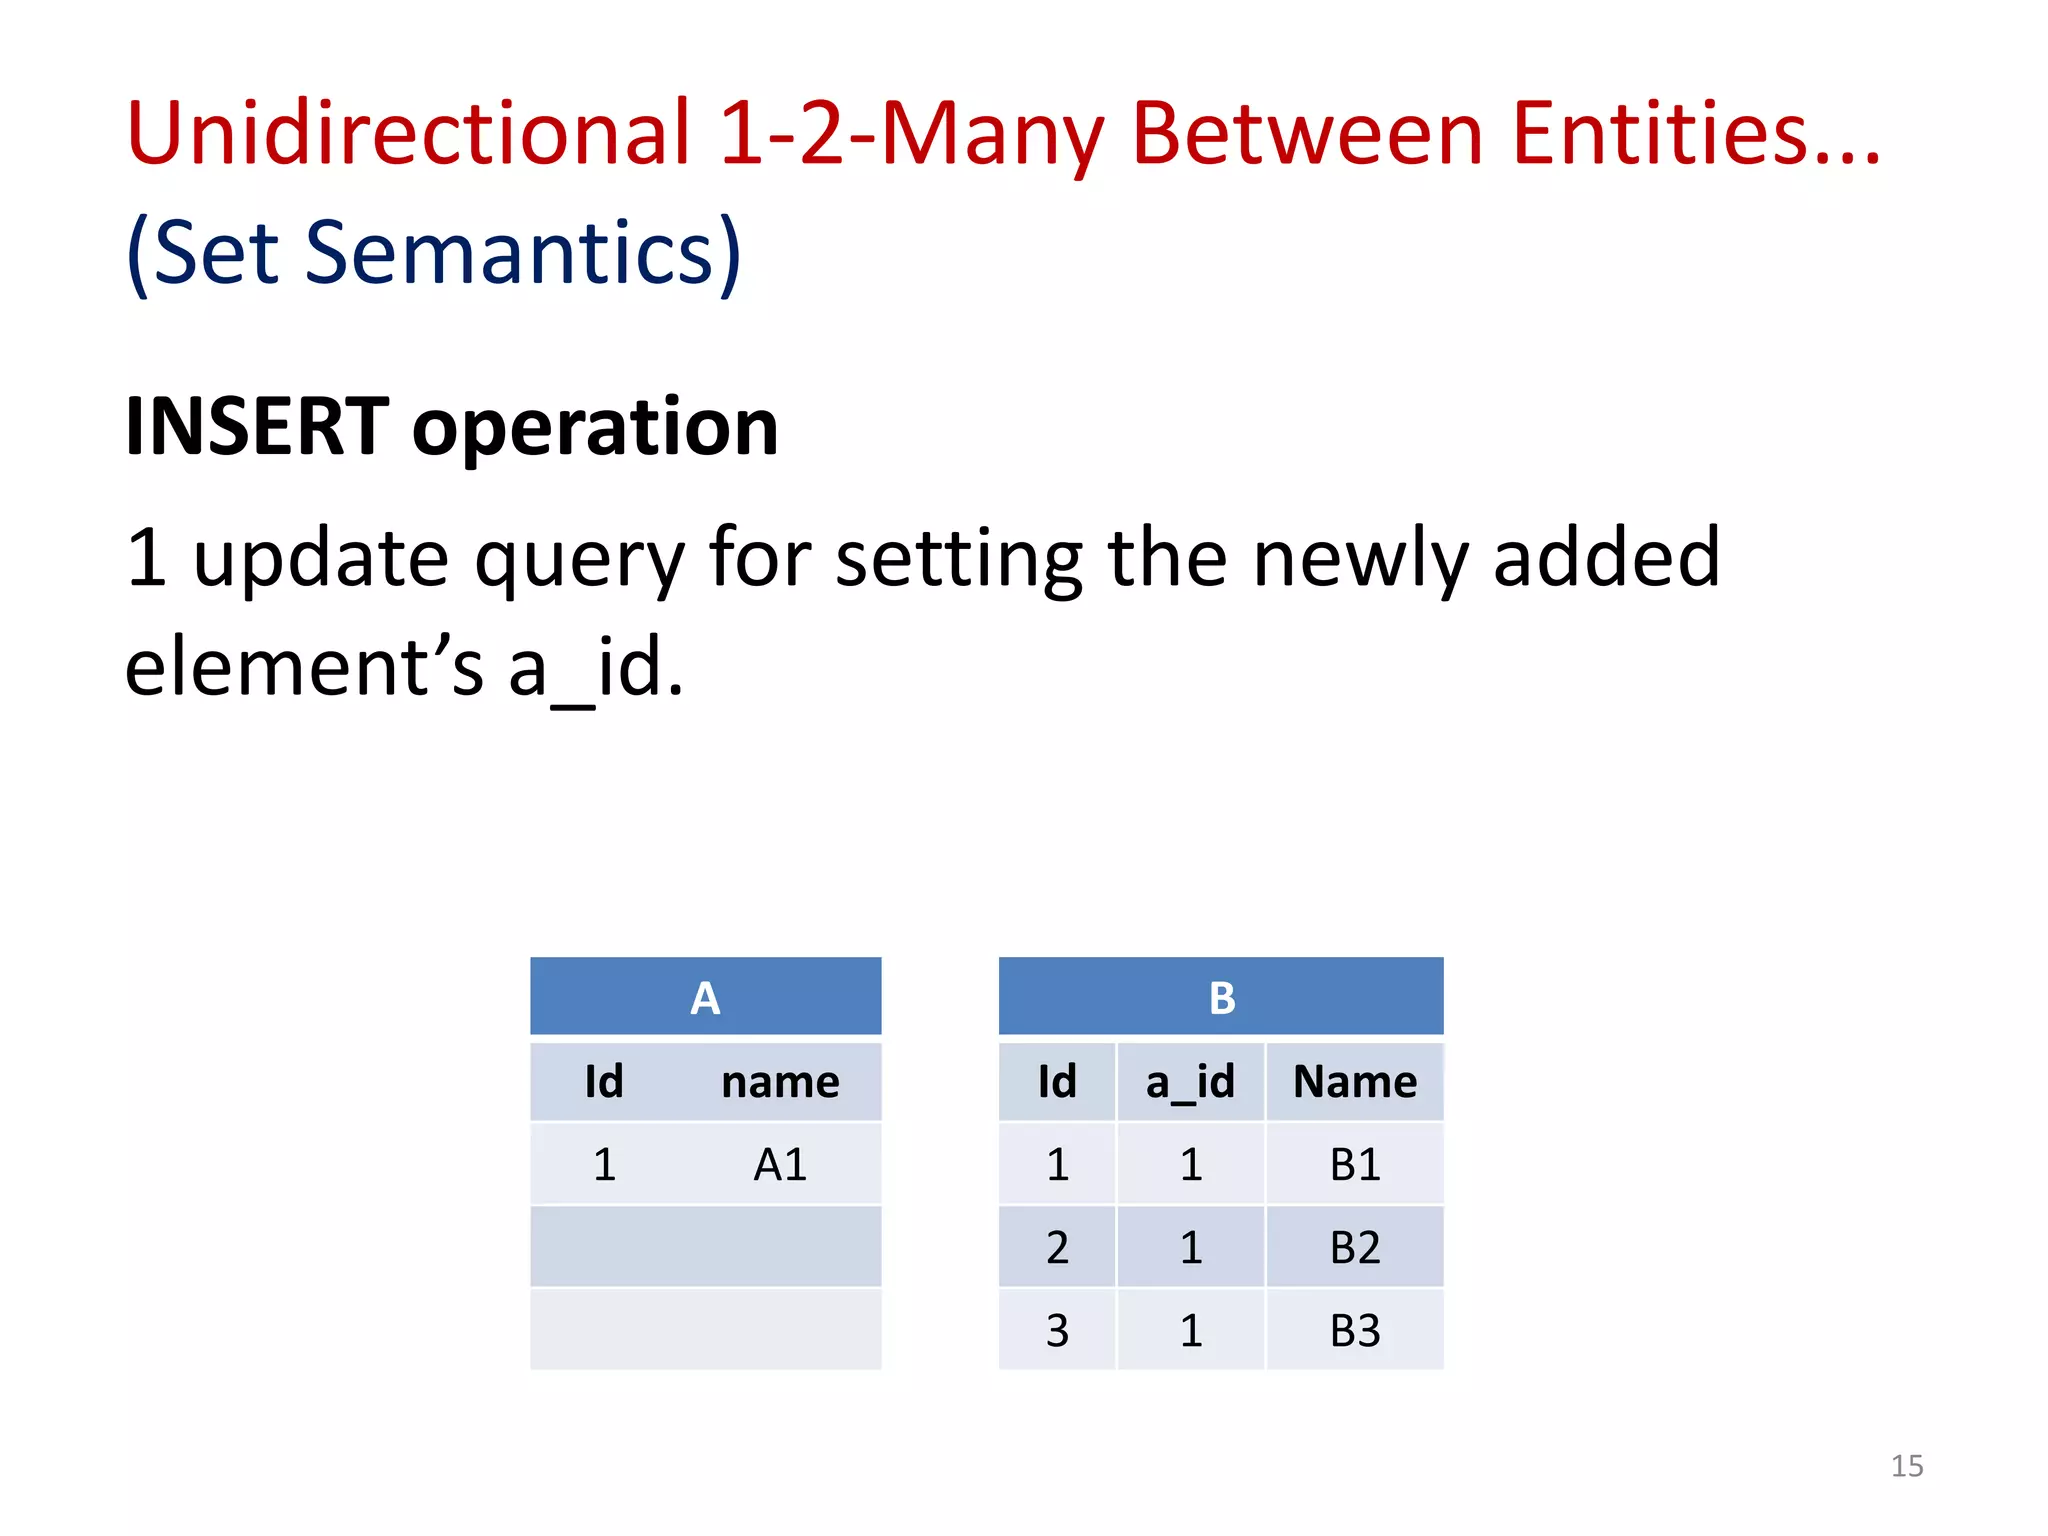 Unidirectional 1-2-Many Between Entities...
(Set Semantics)
INSERT operation
1 update query for setting the newly added
element’s a_id.
A
Id name
1 A1
B
Id a_id Name
1 1 B1
2 1 B2
3 1 B3
15